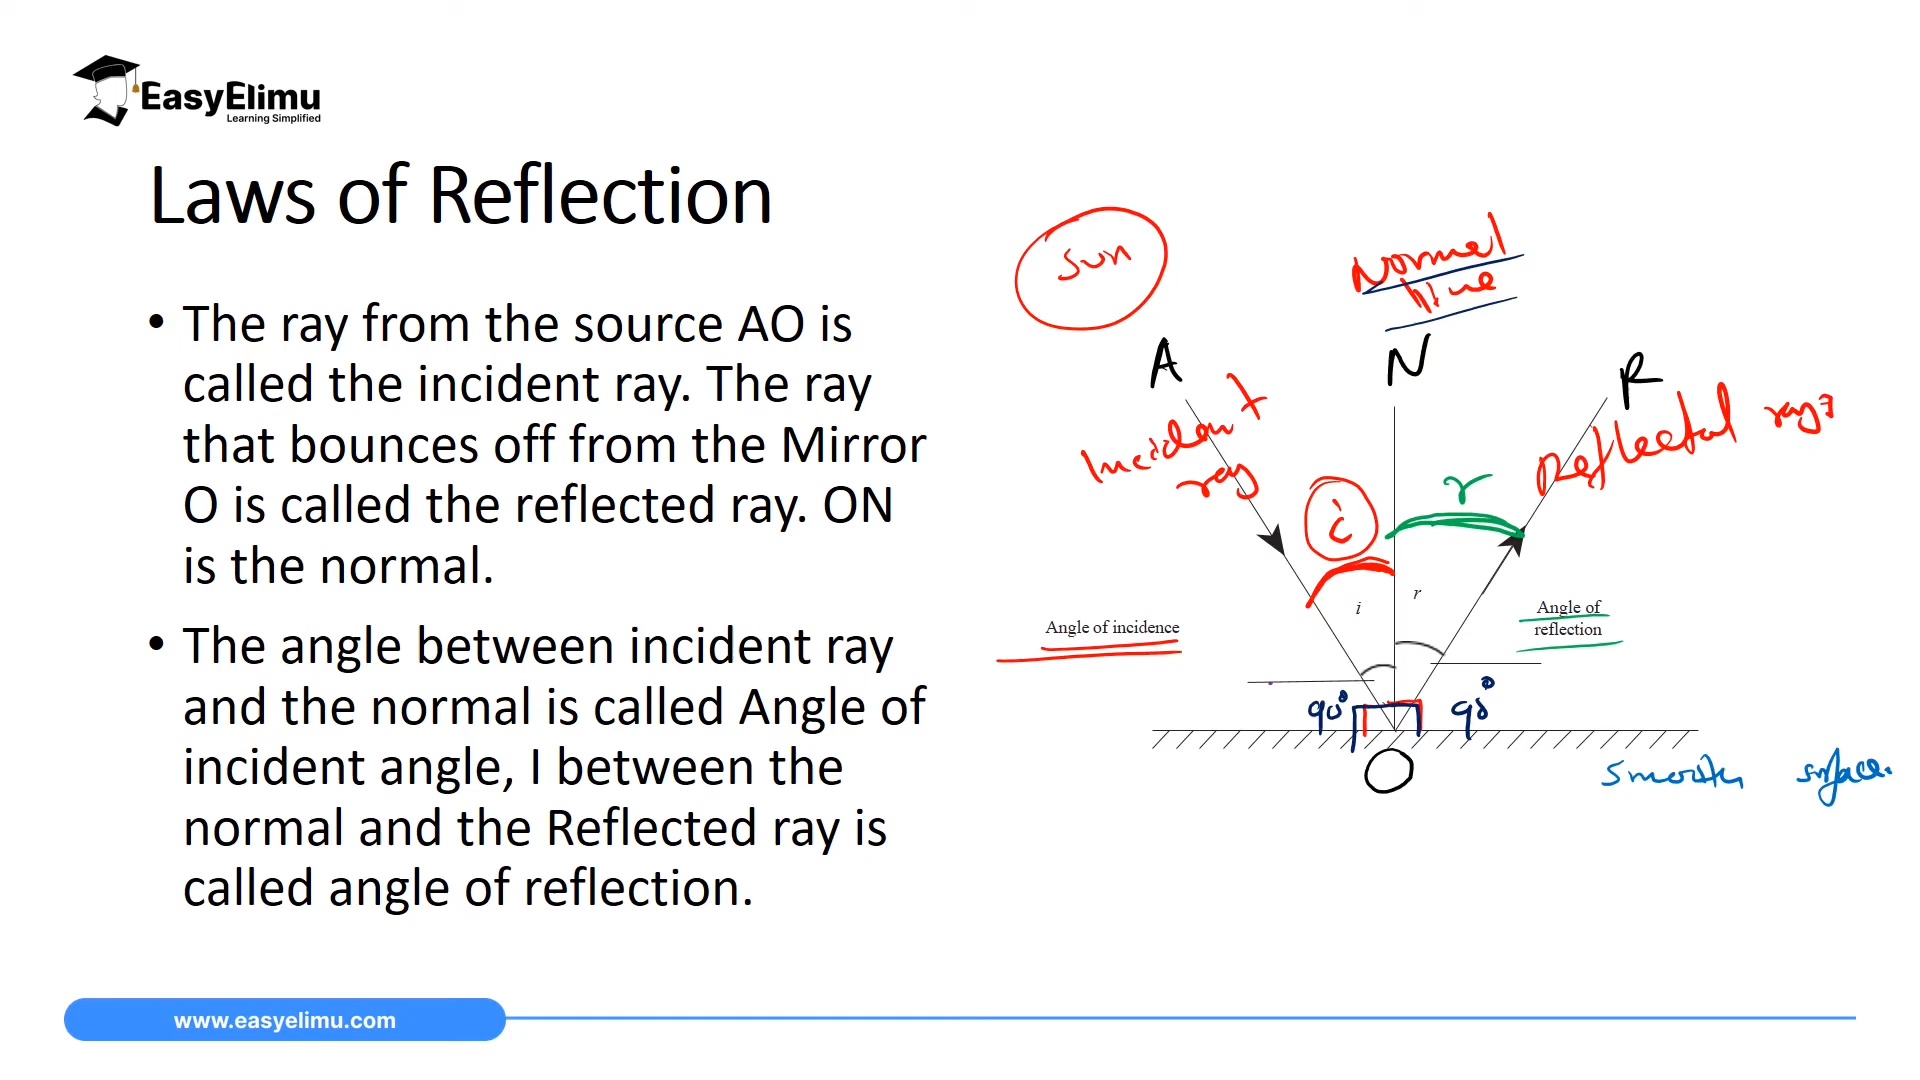 EasyElimu
Learning Simplified
Laws of Reflection
• The ray from the source AO is
called the incident ray. The ray
that bounces off from the Mirror
O is called the reflected ray. ON
is the normal.
• The angle between incident ray
and the normal is called Angle of
incident angle, I between the
normal and the Reflected ray is
called angle of reflection.
Sun
Normal
line
A
N
R
Incident
ray
Reflected rays
i
r
i
r
Angle of incidence
Angle of
reflection
90°
90°
O
Smooth surface.
www.easyelimu.com